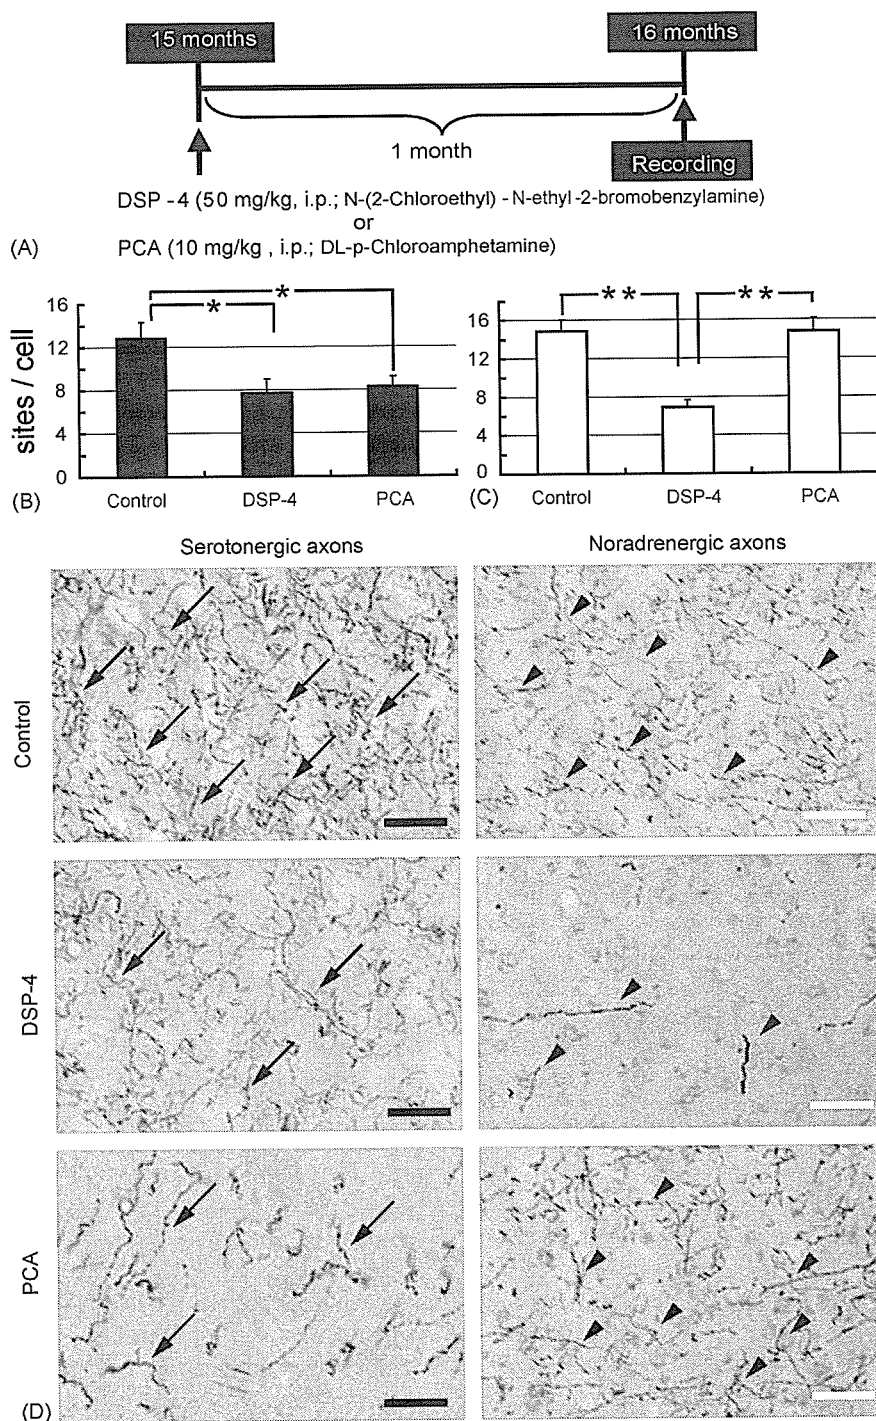 15 months
16 months
1 month
Recording
DSP - 4 (50 mg/kg, i.p.; N-(2-Chloroethyl) - N-ethyl -2-bromobenzylamine)
or
(A) PCA (10 mg/kg , i.p.; DL-p-Chloroamphetamine)
sites / cell
16
12
8
4
0
* *
(B) Control DSP-4 PCA
16
12
8
4
0
** **
(C) Control DSP-4 PCA
Serotonergic axons Noradrenergic axons
Control
DSP-4
PCA
(D)